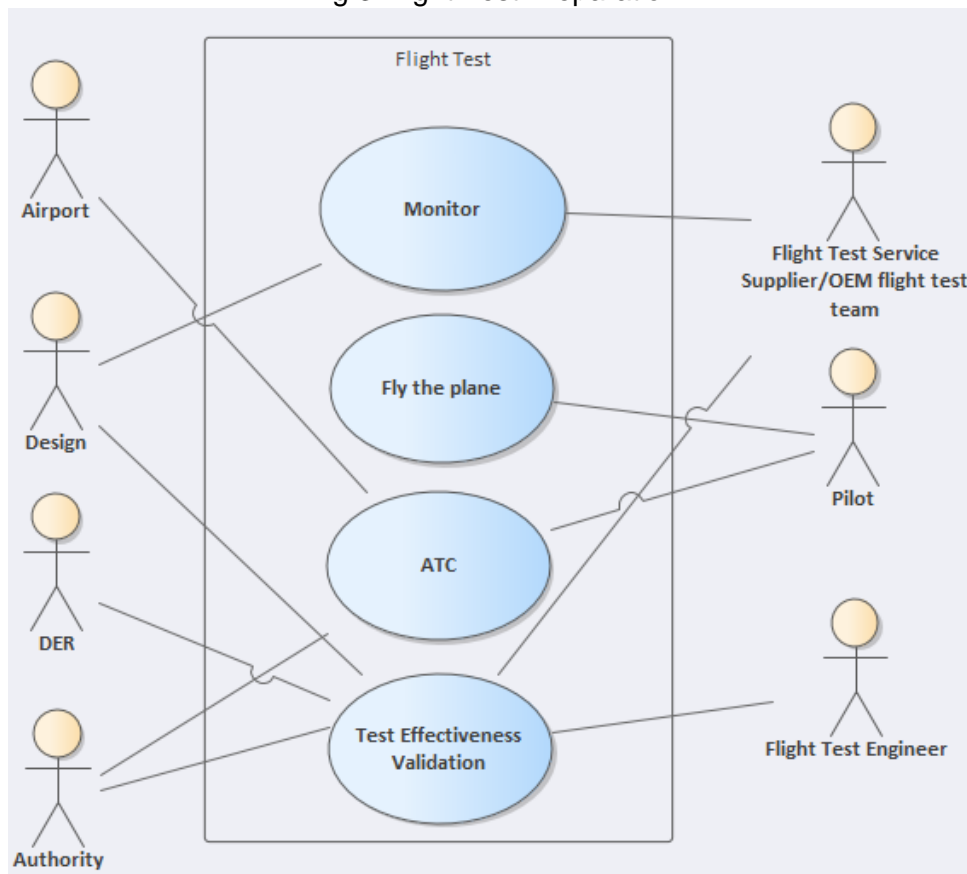 Flight Test
Airport
Design
DER
Authority
Monitor
Fly the plane
ATC
Test Effectiveness
Validation
Flight Test Service
Supplier/OEM flight test
team
Pilot
Flight Test Engineer